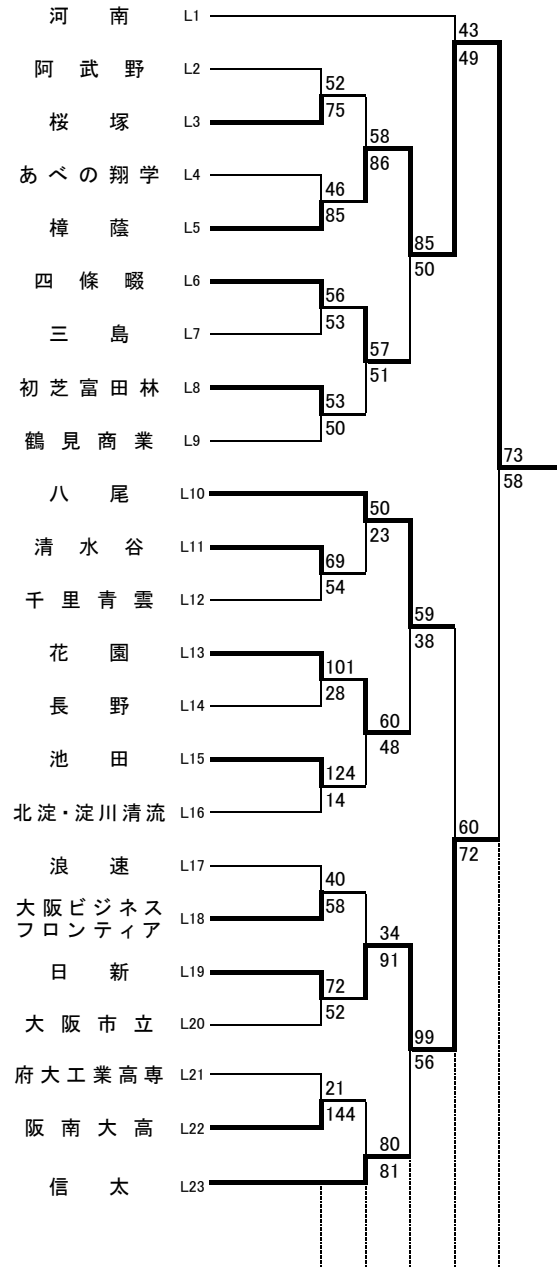 河南 L1
43
49
阿武野 L2
52
75
桜塚 L3
58
86
あべの翔学 L4
46
85
樟蔭 L5
85
50
四條畷 L6
56
53
三島 L7
57
51
初芝富田林 L8
53
50
鶴見商業 L9
73
58
八尾 L10
50
23
清水谷 L11
69
54
千里青雲 L12
59
38
花園 L13
101
28
長野 L14
60
48
池田 L15
124
14
北淀・淀川清流 L16
60
72
浪速 L17
40
58
大阪ビジネス
フロンティア L18
34
91
日新 L19
72
52
大阪市立 L20
99
56
府大工業高専 L21
21
144
阪南大高 L22
80
81
信太 L23